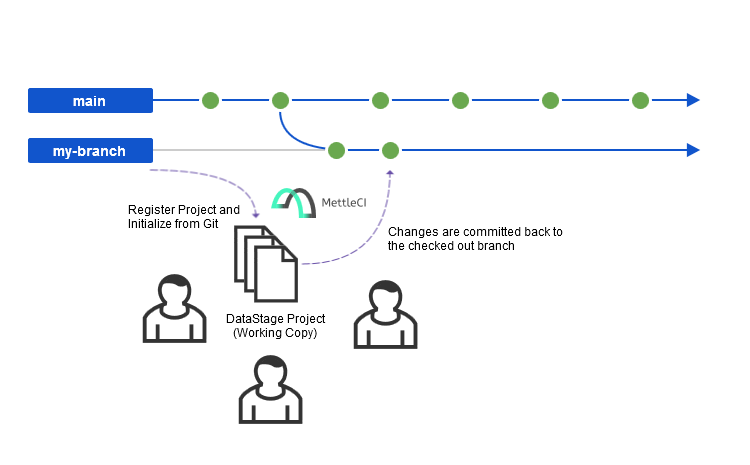 main
my-branch
MettleCI
Register Project and
Initialize from Git
Changes are committed back to
the checked out branch
DataStage Project
(Working Copy)